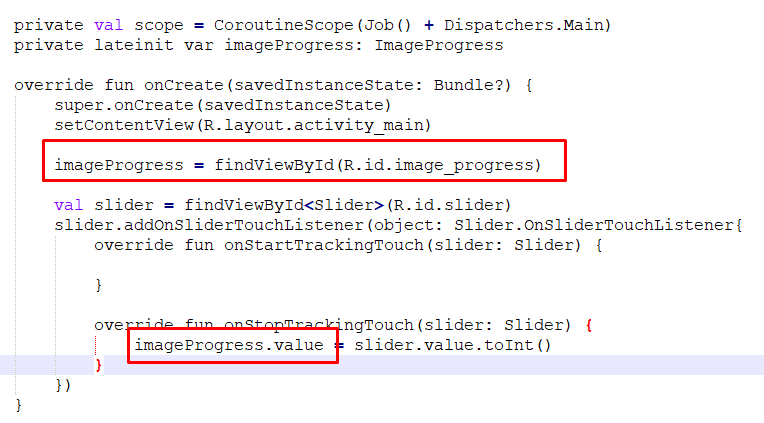 private val scope = CoroutineScope(Job() + Dispatchers.Main)
private lateinit var imageProgress: ImageProgress
override fun onCreate(savedInstanceState: Bundle?) {
super.onCreate(savedInstanceState)
setContentView(R.layout.activity_main)
imageProgress = findViewById(R.id.image_progress)
val slider = findViewById<Slider>(R.id.slider)
slider.addOnSliderTouchListener(object: Slider.OnSliderTouchListener{
override fun onStartTrackingTouch(slider: Slider) {
}
override fun onStopTrackingTouch(slider: Slider) {
imageProgress.value = slider.value.toInt()
}
})
}